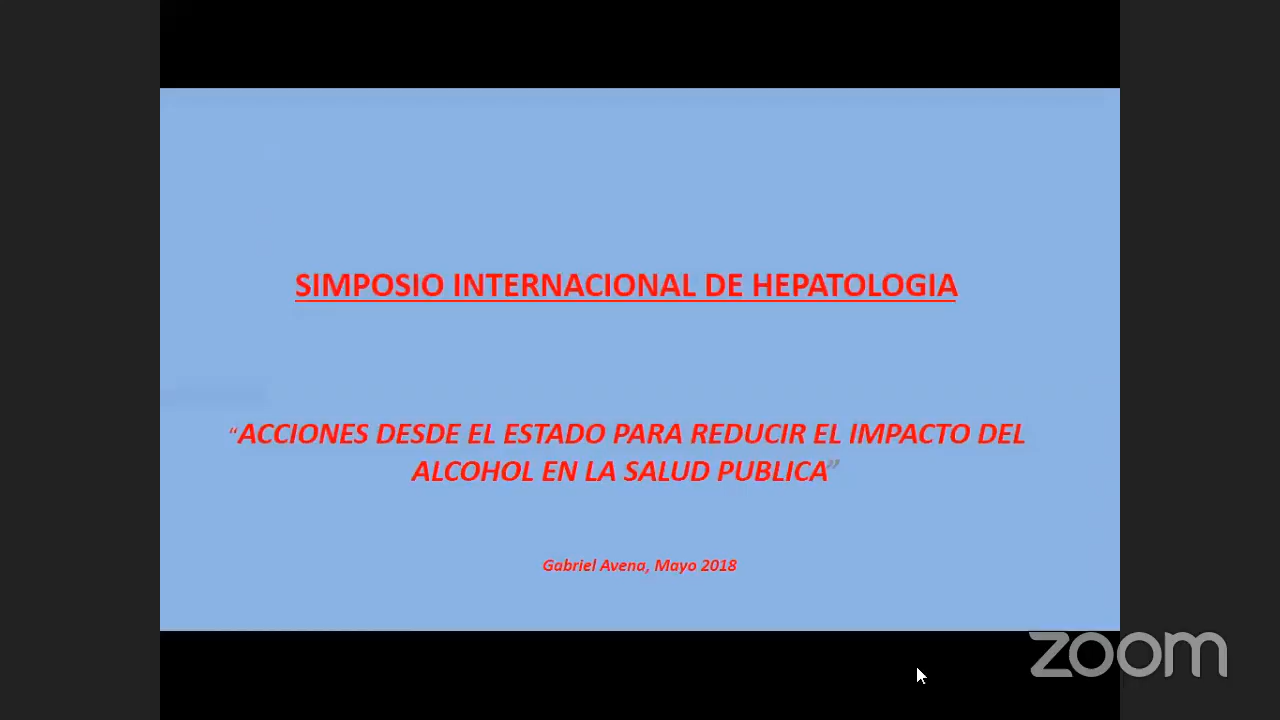 SIMPOSIO INTERNACIONAL DE HEPATOLOGIA
“ACCIONES DESDE EL ESTADO PARA REDUCIR EL IMPACTO DEL
ALCOHOL EN LA SALUD PUBLICA”
Gabriel Avena, Mayo 2018
zoom